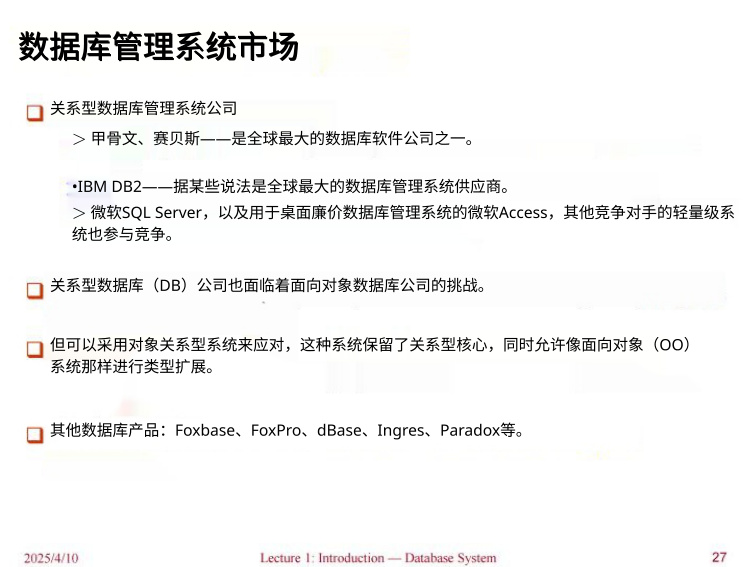 数据库管理系统市场
关系型数据库管理系统公司
＞ 甲骨文、赛贝斯——是全球最大的数据库软件公司之一。
•IBM DB2——据某些说法是全球最大的数据库管理系统供应商。
＞ 微软SQL Server，以及用于桌面廉价数据库管理系统的微软Access，其他竞争对手的轻量级系
统也参与竞争。
关系型数据库（DB）公司也面临着面向对象数据库公司的挑战。
但可以采用对象关系型系统来应对，这种系统保留了关系型核心，同时允许像面向对象（OO）
系统那样进行类型扩展。
其他数据库产品：Foxbase、FoxPro、dBase、Ingres、Paradox等。
2025/4/10 Lecture 1: Introduction — Database System 27